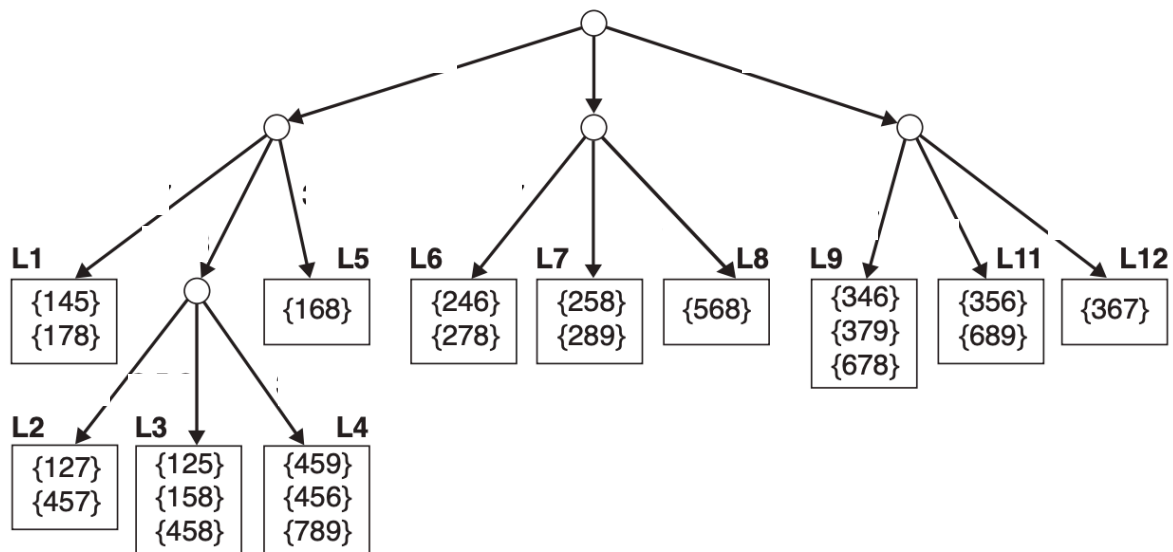 L1
{145}
{178}
L5
{168}
L6
{246}
{278}
L7
{258}
{289}
L8
{568}
L9
{346}
{379}
{678}
L11
{356}
{689}
L12
{367}
L2
{127}
{457}
L3
{125}
{158}
{458}
L4
{459}
{456}
{789}